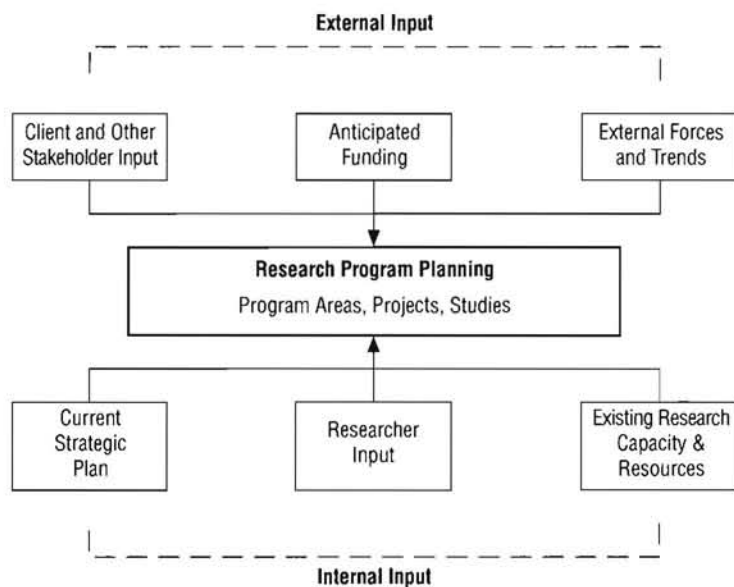 External Input
Client and Other
Stakeholder Input
Anticipated
Funding
External Forces
and Trends
Research Program Planning
Program Areas, Projects, Studies
Current
Strategic
Plan
Researcher
Input
Existing Research
Capacity &
Resources
Internal Input